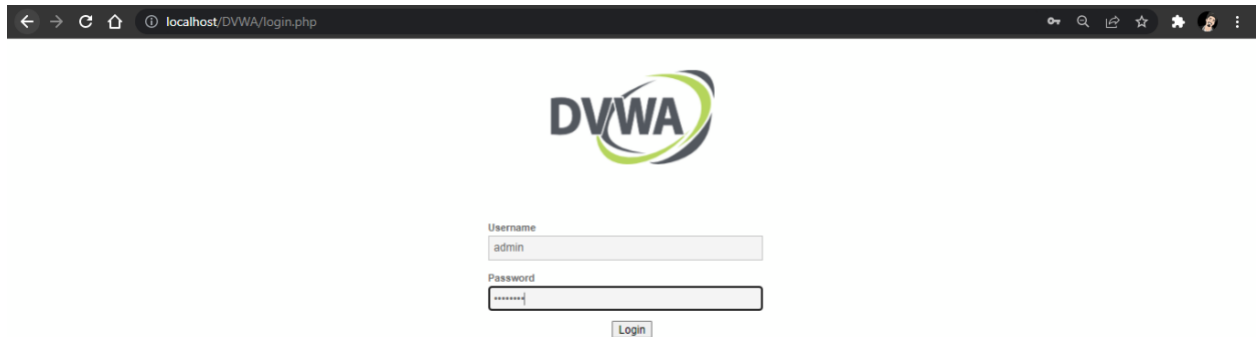 localhost/DVWA/login.php
DVWA
Username
admin
Password
••••••••
Login